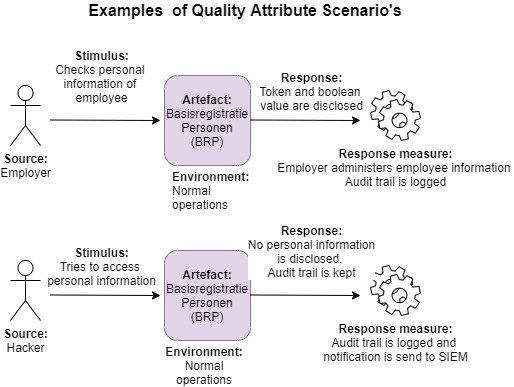 Examples of Quality Attribute Scenario's
Stimulus:
Checks personal
information of
employee
Artefact:
Basisregistratie
Personen
(BRP)
Response:
Token and boolean
value are disclosed
Source:
Employer
Environment:
Normal
operations
Response measure:
Employer administers employee information
Audit trail is logged
Stimulus:
Tries to access
personal information
Artefact:
Basisregistratie
Personen
(BRP)
Response:
No personal information
is disclosed.
Audit trail is kept
Source:
Hacker
Environment:
Normal
operations
Response measure:
Audit trail is logged and
notification is send to SIEM